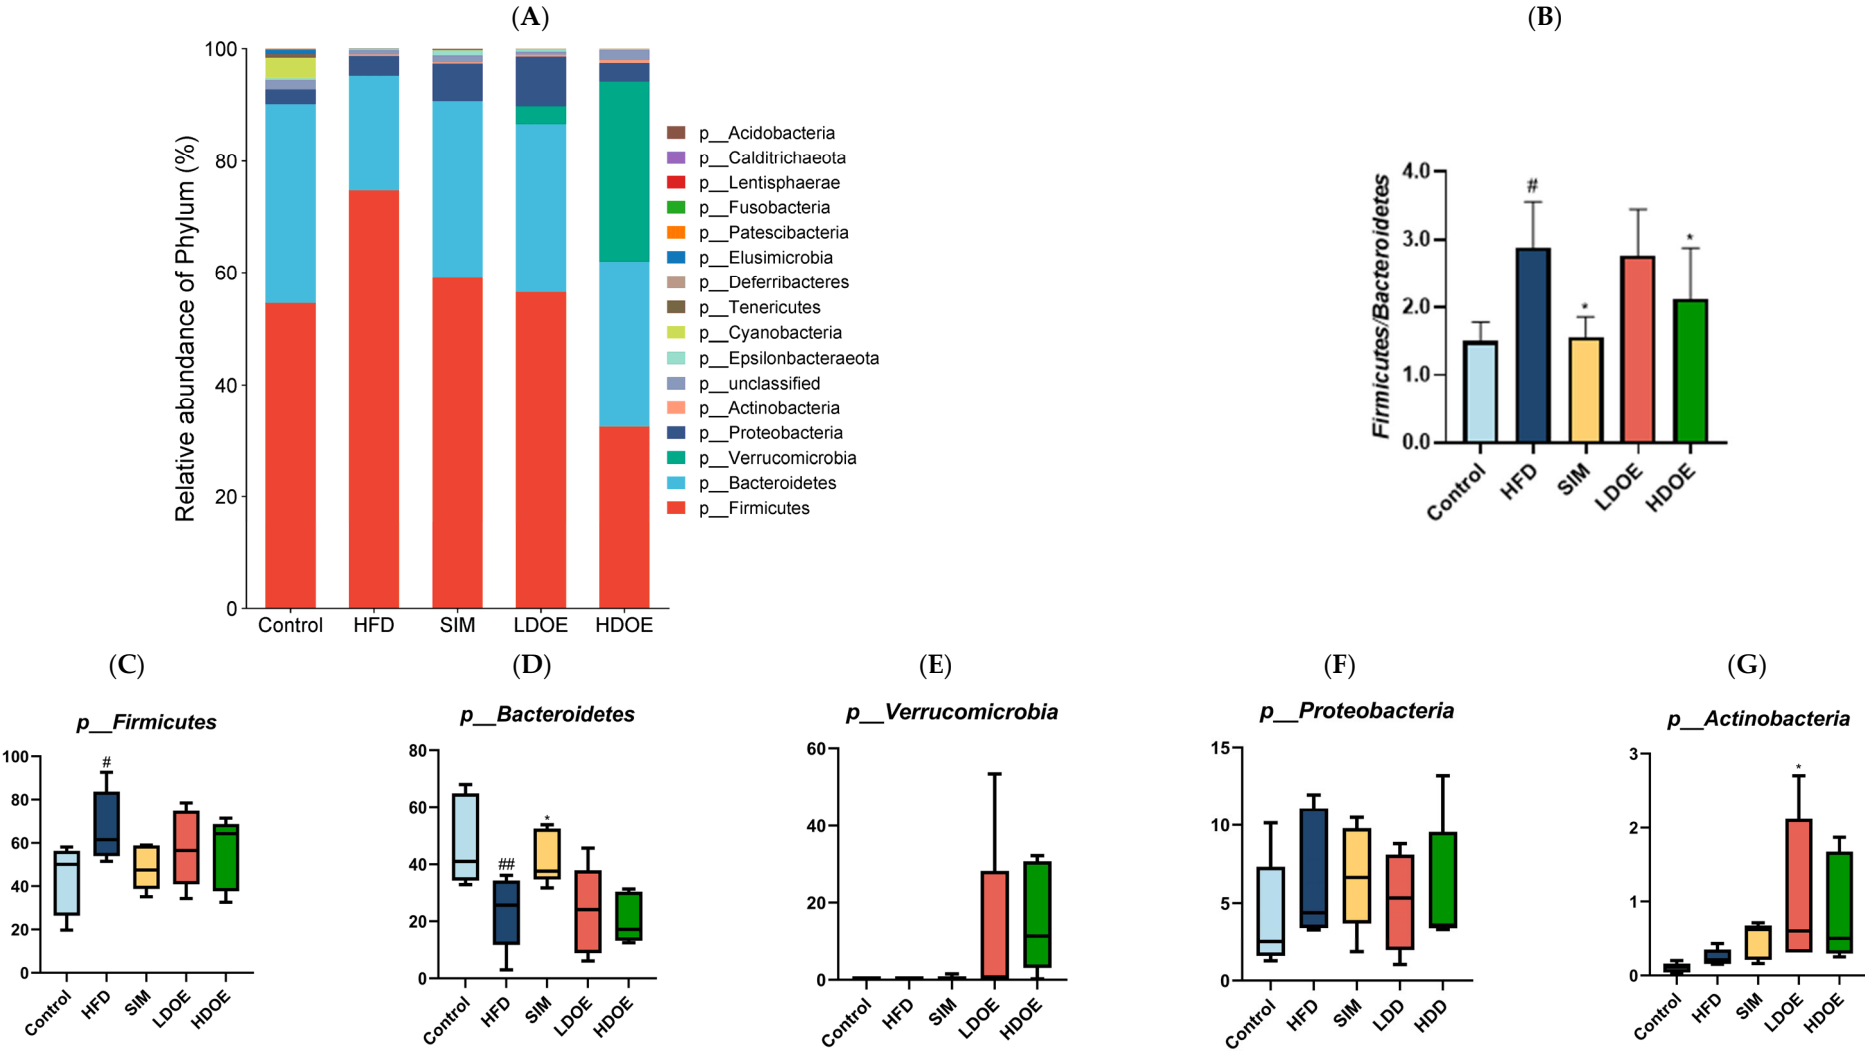 (A)
Relative abundance of Phylum (%)
100
80
60
40
20
0
Control HFD SIM LDOE HDOE
p__Acidobacteria
p__Calditrichaeota
p__Lentisphaerae
p__Fusobacteria
p__Patescibacteria
p__Elusimicrobia
p__Deferribacteres
p__Tenericutes
p__Cyanobacteria
p__Epsilonbacteraeota
p__unclassified
p__Actinobacteria
p__Proteobacteria
p__Verrucomicrobia
p__Bacteroidetes
p__Firmicutes
(B)
Firmicutes/Bacteroidetes
4.0
3.0
2.0
1.0
0.0
#
*
*
Control HFD SIM LDOE HDOE
(C)
p__Firmicutes
100
80
60
40
20
0
#
Control HFD SIM LDOE HDOE
(D)
p__Bacteroidetes
80
60
40
20
0
##
*
Control HFD SIM LDOE HDOE
(E)
p__Verrucomicrobia
60
40
20
0
Control HFD SIM LDOE HDOE
(F)
p__Proteobacteria
15
10
5
0
Control HFD SIM LDD HDD
(G)
p__Actinobacteria
3
2
1
0
*
Control HFD SIM LDOE HDOE